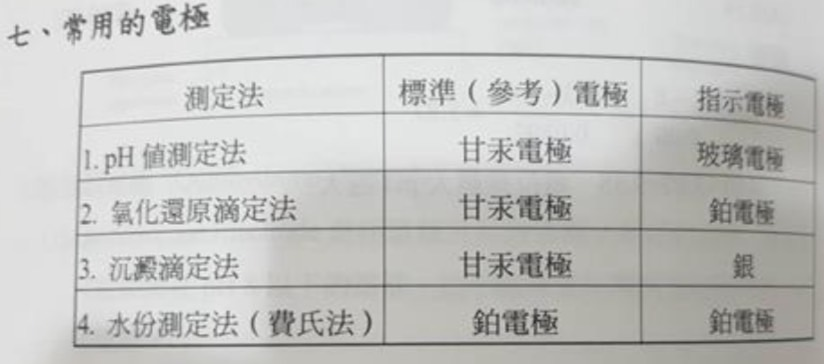 七、常用的電極
測定法 標準（參考）電極 指示電極
1. pH 值測定法 甘汞電極 玻璃電極
2. 氧化還原滴定法 甘汞電極 鉑電極
3. 沉澱滴定法 甘汞電極 銀
4. 水份測定法（費氏法） 鉑電極 鉑電極